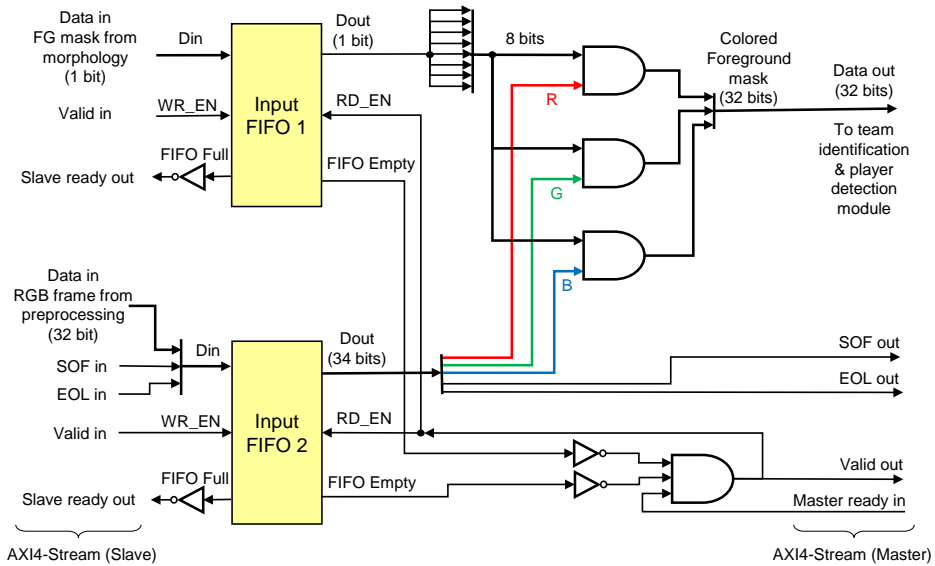 Data in
FG mask from
morphology
(1 bit)
Din
Dout
(1 bit)
8 bits
Colored
Foreground
mask
(32 bits)
Data out
(32 bits)
R
Valid in
WR_EN
Input
FIFO 1
RD_EN
To team
identification
& player
detection
module
FIFO Full
FIFO Empty
Slave ready out
G
B
Data in
RGB frame from
preprocessing
(32 bit)
Din
Dout
(34 bits)
SOF in
SOF out
EOL in
EOL out
Valid in
WR_EN
Input
FIFO 2
RD_EN
FIFO Full
FIFO Empty
Valid out
Slave ready out
Master ready in
AXI4-Stream (Slave)
AXI4-Stream (Master)